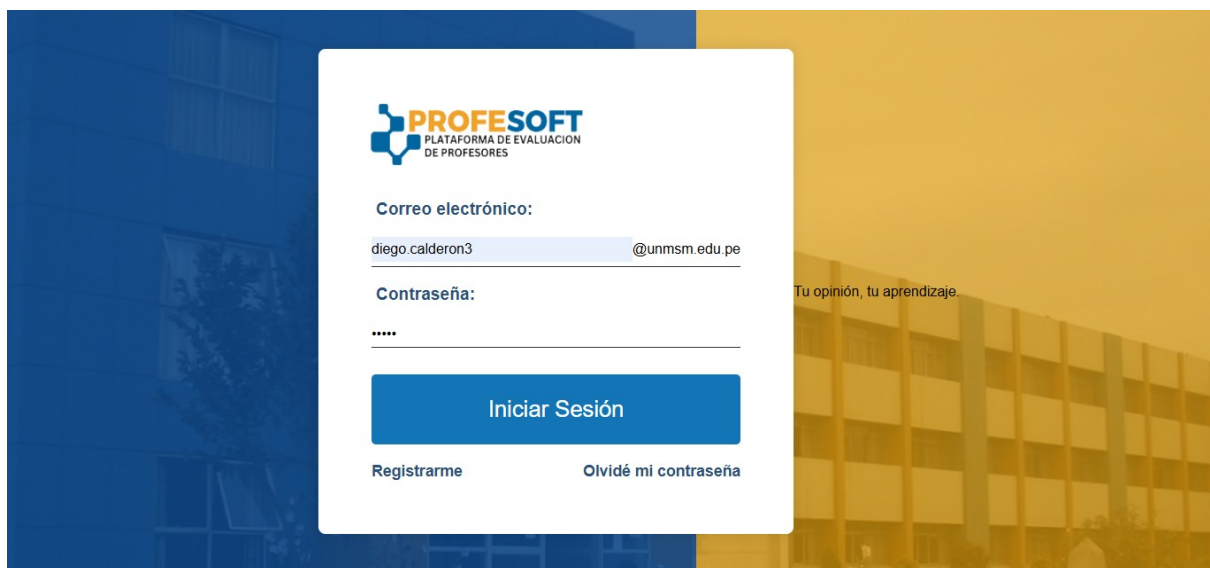 PROFESOFT
PLATAFORMA DE EVALUACION
DE PROFESORES
Correo electrónico:
diego.calderon3 @unmsm.edu.pe
Contraseña:
•••••
Tu opinión, tu aprendizaje.
Iniciar Sesión
Registrarme Olvidé mi contraseña